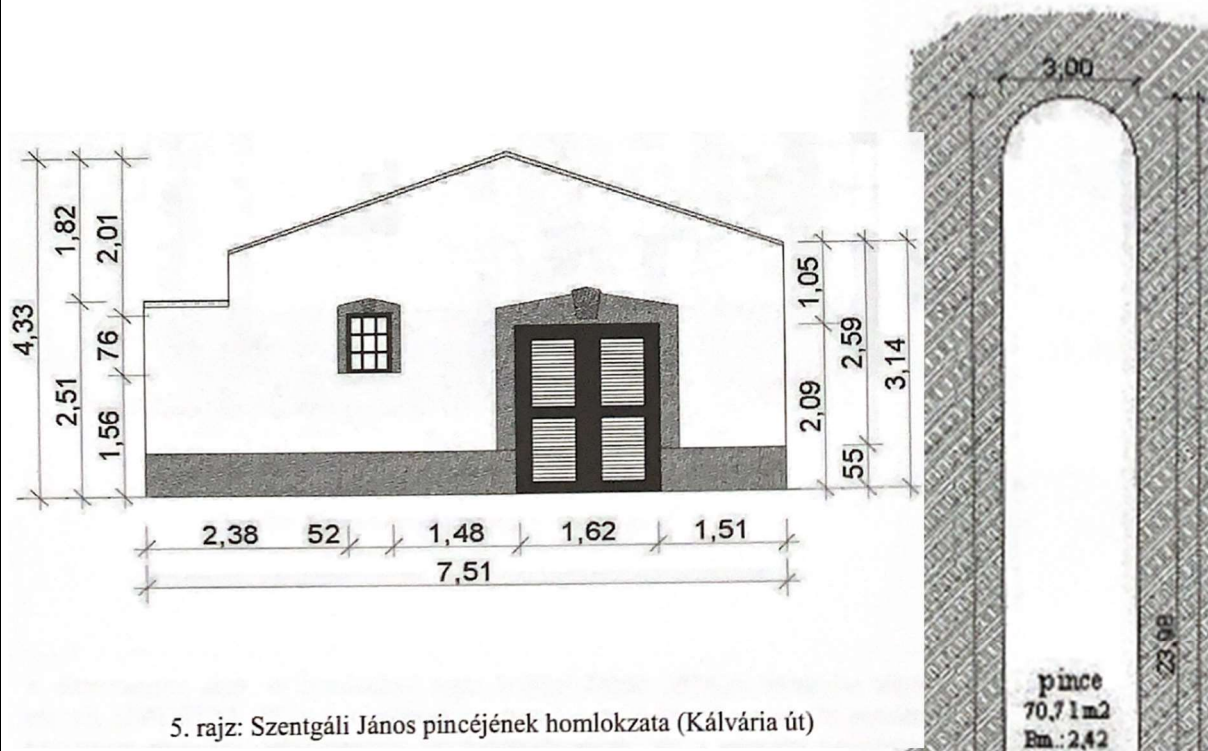 4,33
1,82
2,51
2,01
76
1,56
1,05
2,09
2,59
55
3,14
2,38 52 1,48 1,62 1,51
7,51
5. rajz: Szentgáli János pincéjének homlokzata (Kálvária út)
3,00
23,98
pince
70,71m2
Bm.: 2,42